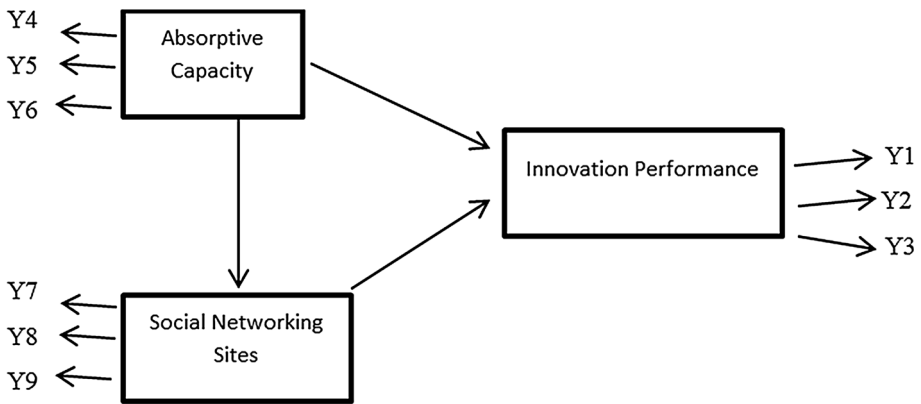 Y4
Y5
Y6
Absorptive
Capacity
Innovation Performance
Y1
Y2
Y3
Y7
Y8
Y9
Social Networking
Sites